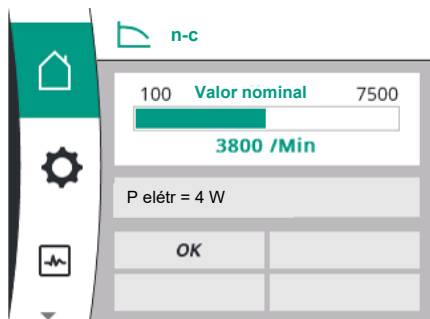 n-c
100 Valor nominal 7500
3800 /Min
P elétr = 4 W
OK